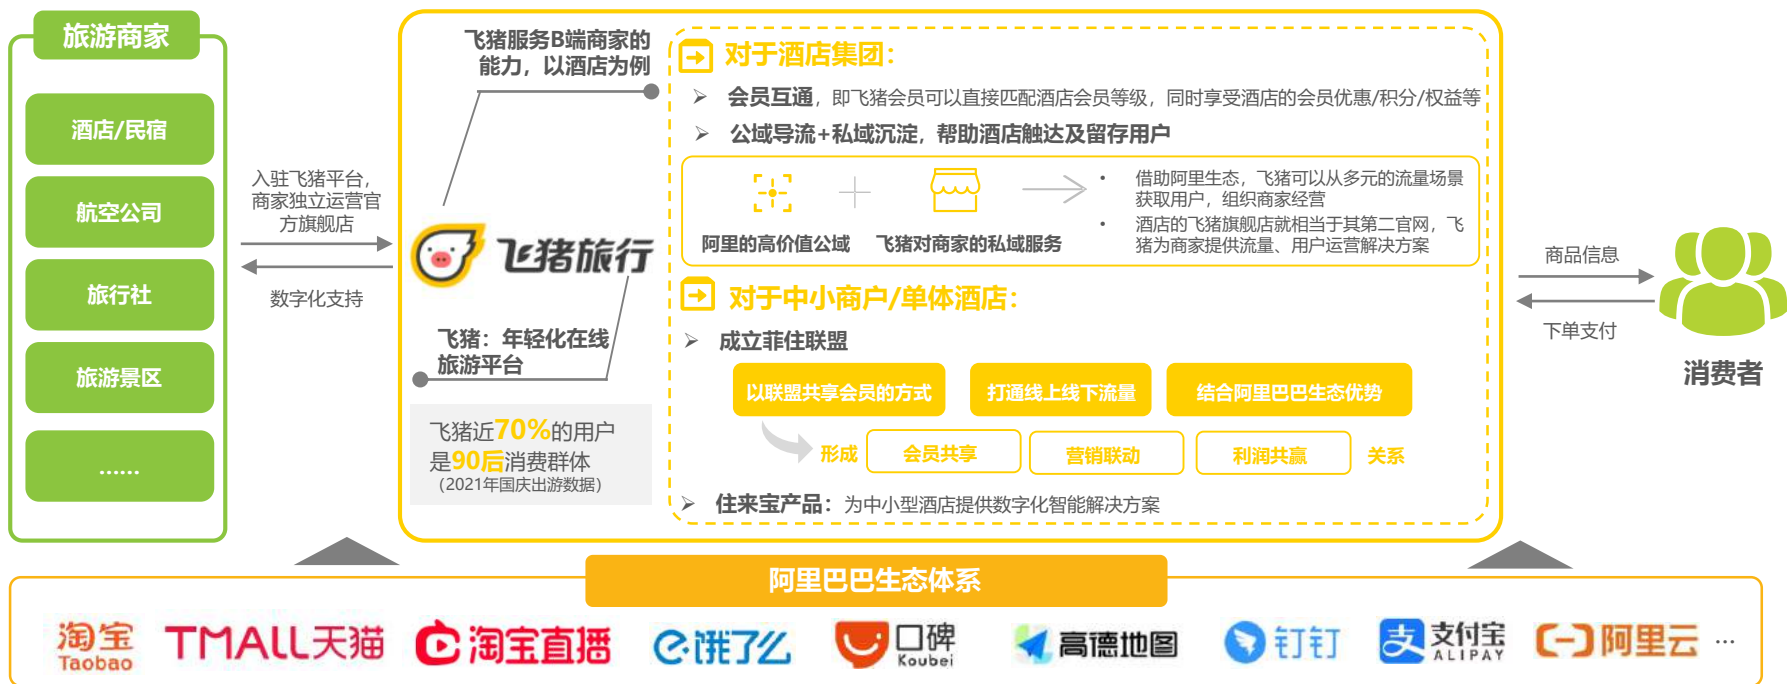 旅游商家
酒店/民宿
航空公司
旅行社
旅游景区
……
入驻飞猪平台，
商家独立运营官
方旗舰店
数字化支持
飞猪服务B端商家的
能力，以酒店为例
飞猪旅行
飞猪：年轻化在线
旅游平台
飞猪近70%的用户
是90后消费群体
（2021年国庆出游数据）
对于酒店集团：
会员互通，即飞猪会员可以直接匹配酒店会员等级，同时享受酒店的会员优惠/积分/权益等
公域导流+私域沉淀，帮助酒店触达及留存用户
阿里的高价值公域
飞猪对商家的私域服务
• 借助阿里生态，飞猪可以从多元的流量场景
获取用户，组织商家经营
• 酒店的飞猪旗舰店就相当于其第二官网，飞
猪为商家提供流量、用户运营解决方案
对于中小商户/单体酒店：
成立菲住联盟
以联盟共享会员的方式
打通线上线下流量
结合阿里巴巴生态优势
形成 会员共享 营销联动 利润共赢 关系
住来宝产品：为中小型酒店提供数字化智能解决方案
商品信息
下单支付
消费者
阿里巴巴生态体系
淘宝
Taobao
TMALL天猫
淘宝直播
饿了么
口碑
Koubei
高德地图
钉钉
支 支付宝
ALIPAY
阿里云
…